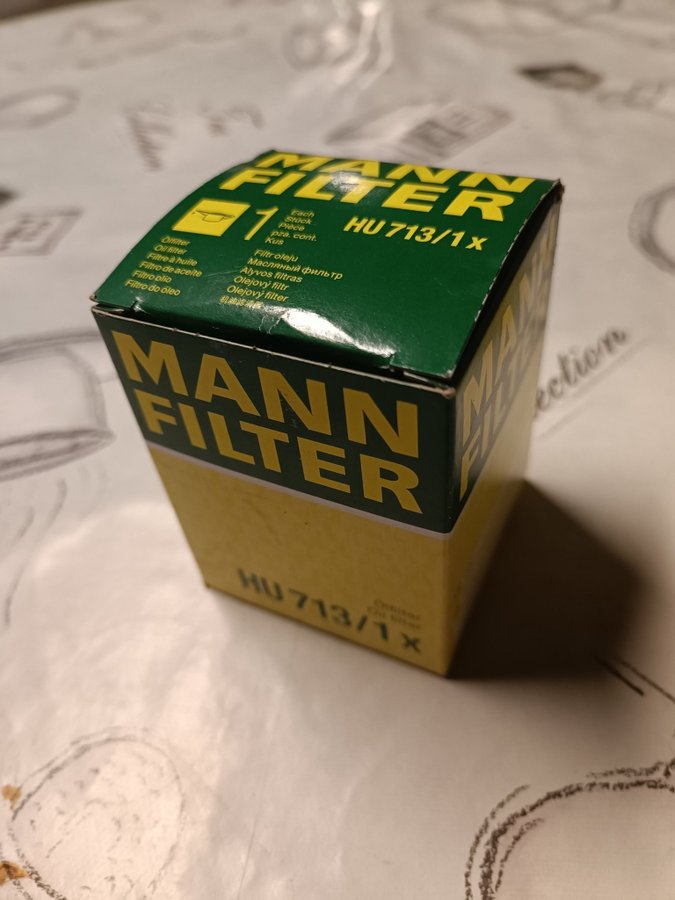 MANN
FILTER
HU 713/1 x
1
Each
Stück
Pièce
pza. cont.
Kus
Ölfilter
Oil filter
Filtre à huile
Filtro de aceite
Filtro olio
Filtro do óleo
Filtr oleju
Масляный фильтр
Alyvos filtras
Olejový filtr
Olejový filter
MANN
FILTER
HU 713/1 x
Ölfilter
Oil filter
MANN
FILTER